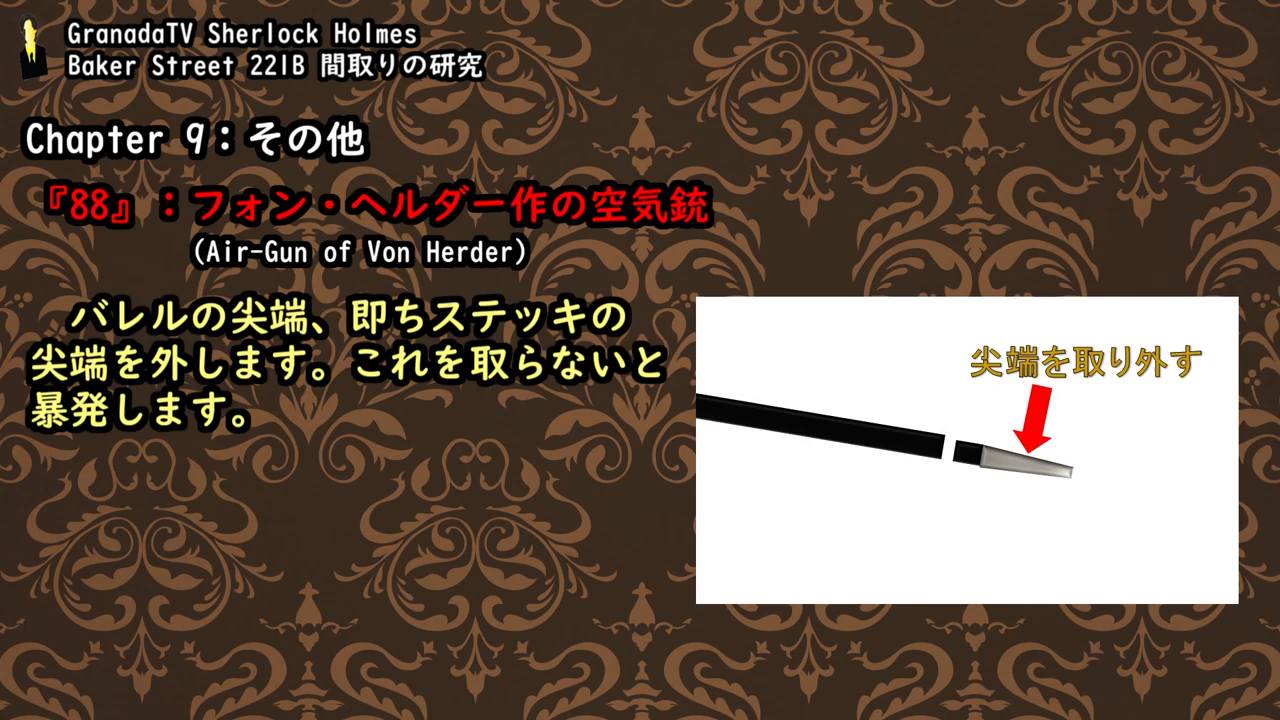 GranadaTV Sherlock Holmes
Baker Street 221B 間取りの研究
Chapter 9：その他
『88』：フォン・ヘルダー作の空気銃
(Air-Gun of Von Herder)
バレルの尖端、即ちステッキの
尖端を外します。これを取らないと
暴発します。
尖端を取り外す